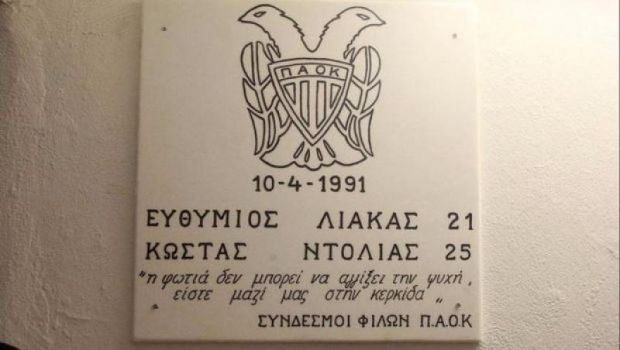 ΠΑΟΚ
10-4-1991
ΕΥΘΥΜΙΟΣ ΛΙΑΚΑΣ 21
ΚΩΣΤΑΣ ΝΤΟΛΙΑΣ 25
"η φωτιά δεν μπορεί να αγγίξει την ψυχή,
είστε μαζί μας στην κερκίδα"
ΣΥΝΔΕΣΜΟΙ ΦΙΛΩΝ Π.Α.Ο.Κ